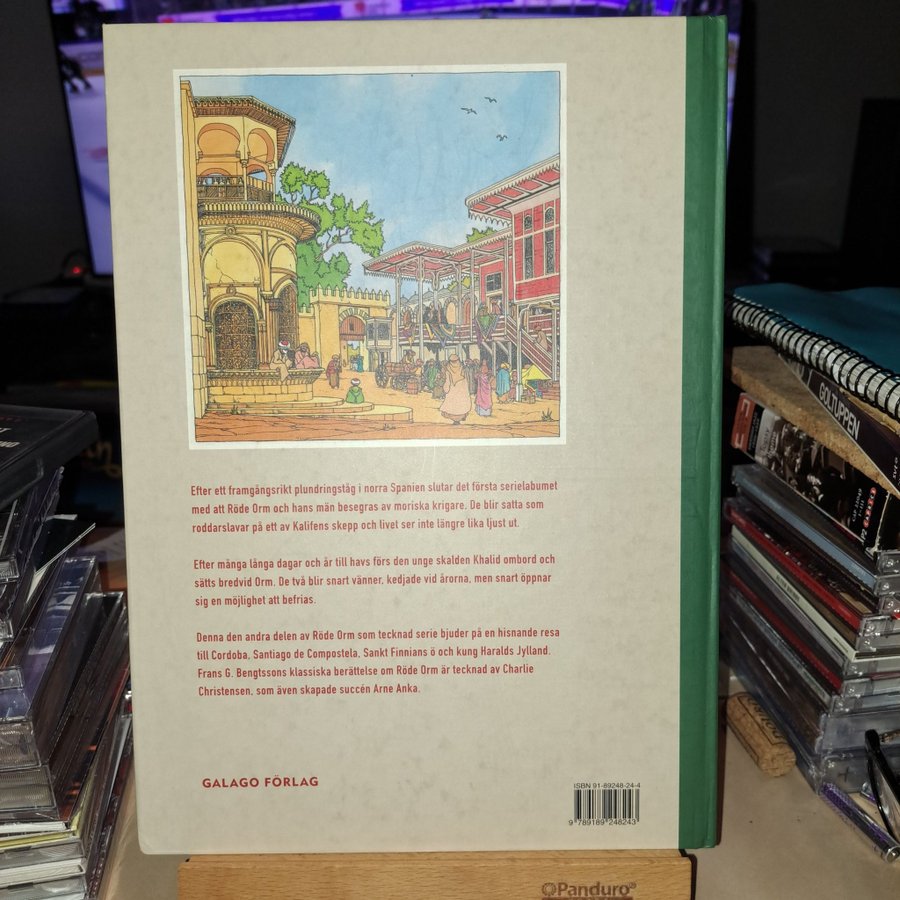 Efter ett framgångsrikt plundringståg i norra Spanien slutar det första serielabumet
med att Röde Orm och hans män besegras av moriska krigare. De blir satta som
roddarslavar på ett av Kalifens skepp och livet ser inte längre lika ljust ut.
Efter många långa dagar och år till havs förs den unge skalden Khalid ombord och
sätts bredvid Orm. De två blir snart vänner, kedjade vid årorna, men snart öppnar
sig en möjlighet att befrias.
Denna den andra delen av Röde Orm som tecknad serie bjuder på en hisnande resa
till Cordoba, Santiago de Compostela, Sankt Finnians ö och kung Haralds Jylland.
Frans G. Bengtssons klassiska berättelse om Röde Orm är tecknad av Charlie
Christensen, som även skapade succén Arne Anka.
GALAGO FÖRLAG
ISBN 91-89248-24-4
9 789189 248243
Panduro®
GOLTUPPEN